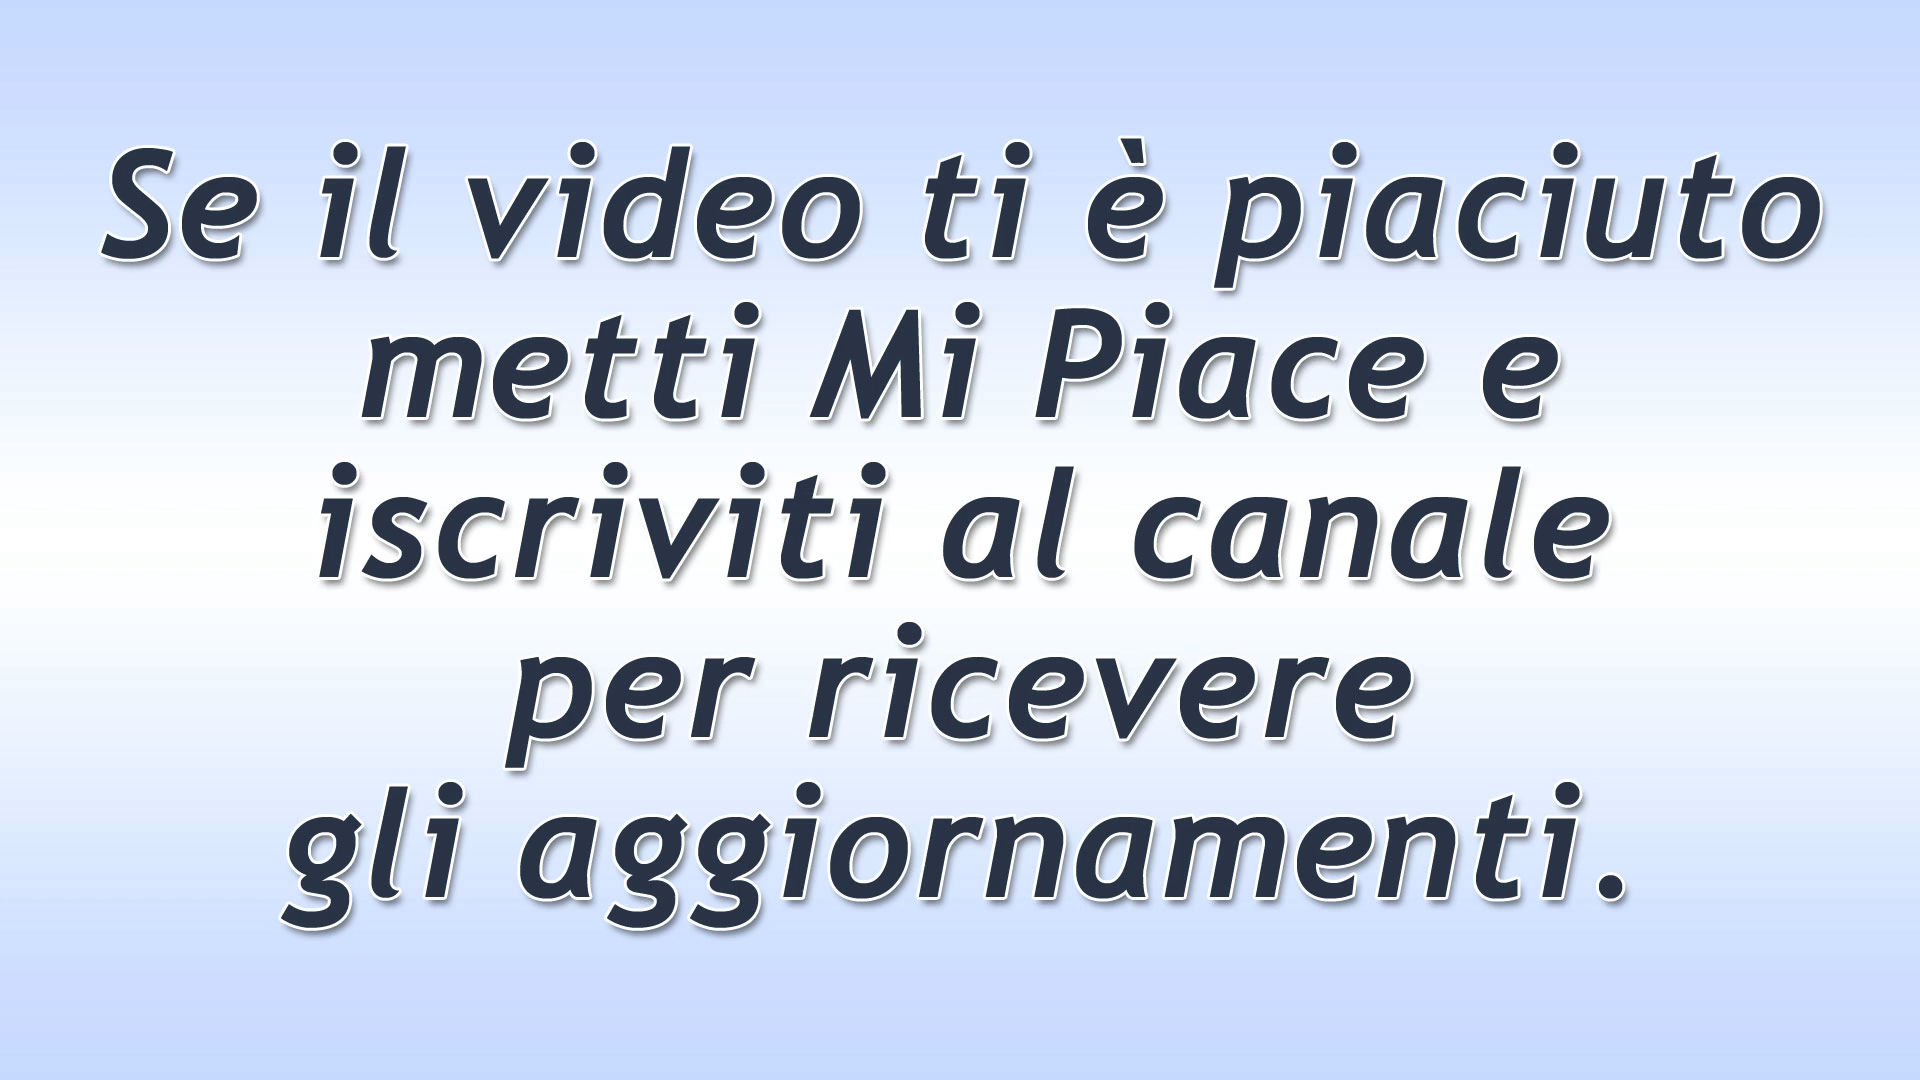 Se il video ti è piaciuto
metti Mi Piace e
iscriviti al canale
per ricevere
gli aggiornamenti.